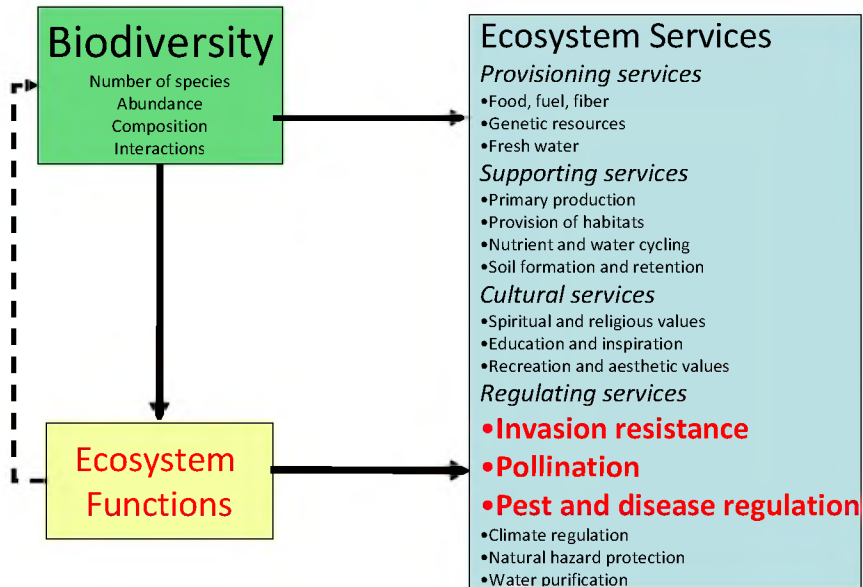 Biodiversity
Number of species
Abundance
Composition
Interactions
Ecosystem
Functions
Ecosystem Services
Provisioning services
•Food, fuel, fiber
•Genetic resources
•Fresh water
Supporting services
•Primary production
•Provision of habitats
•Nutrient and water cycling
•Soil formation and retention
Cultural services
•Spiritual and religious values
•Education and inspiration
•Recreation and aesthetic values
Regulating services
•Invasion resistance
•Pollination
•Pest and disease regulation
•Climate regulation
•Natural hazard protection
•Water purification